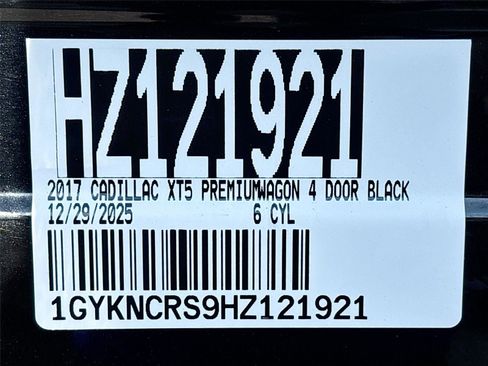 HZ121921
2017 CADILLAC XT5 PREMIUMWAGON 4 DOOR BLACK
12/29/2025 6 CYL
1GYKNCRS9HZ121921